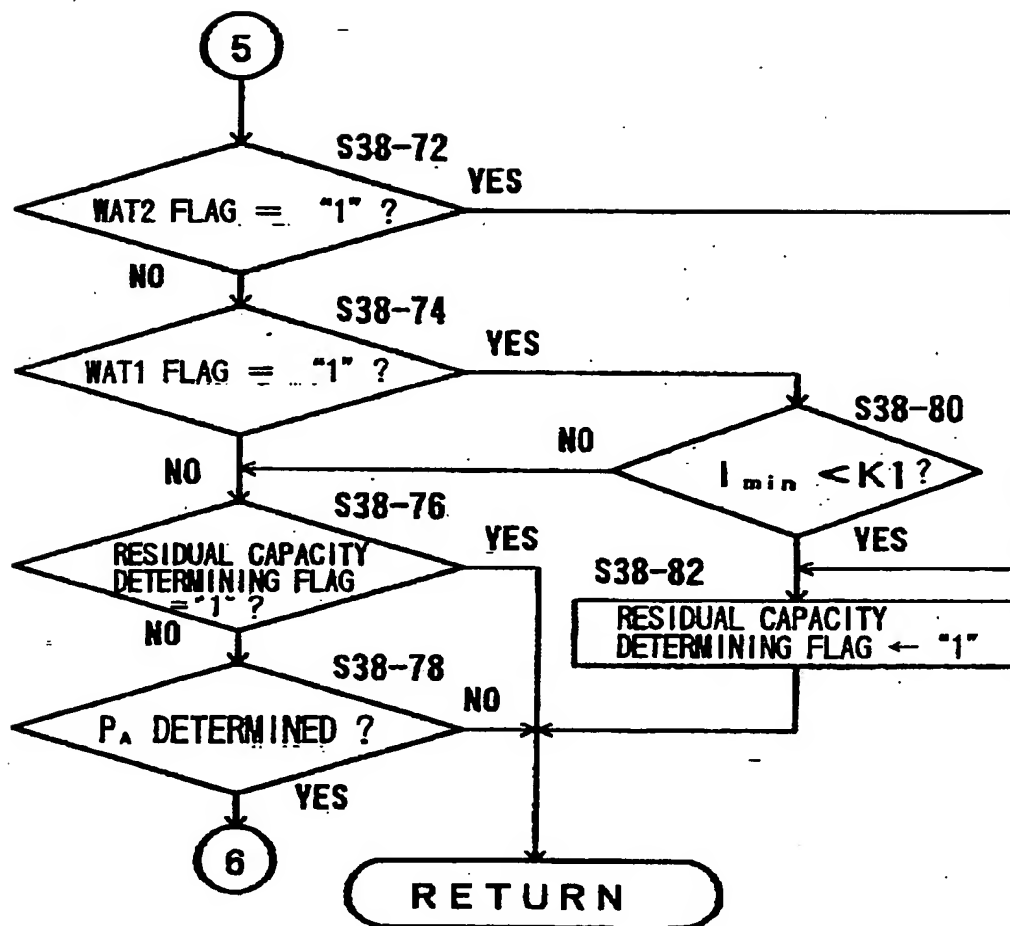 5
S38-72
YES
WAT2 FLAG = "1" ?
NO
S38-74
YES
WAT1 FLAG = "1" ?
S38-80
NO
Imin < K1?
NO
S38-76
YES
YES
RESIDUAL CAPACITY
DETERMINING FLAG
="1" ?
S38-82
RESIDUAL CAPACITY
DETERMINING FLAG ← "1"
NO
S38-78
NO
PA DETERMINED ?
YES
6
RETURN